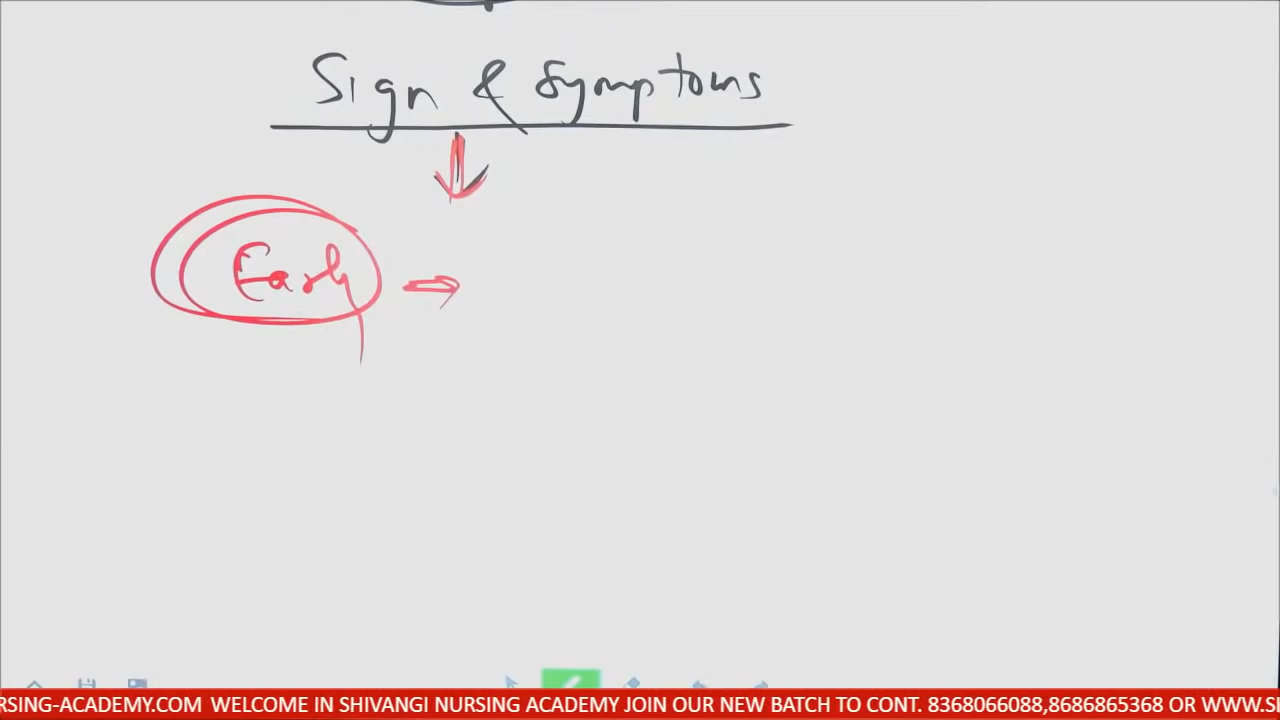 Sign & Symptoms
Early
RSING-ACADEMY.COM WELCOME IN SHIVANGI NURSING ACADEMY JOIN OUR NEW BATCH TO CONT. 8368066088,8686865368 OR WWW.S